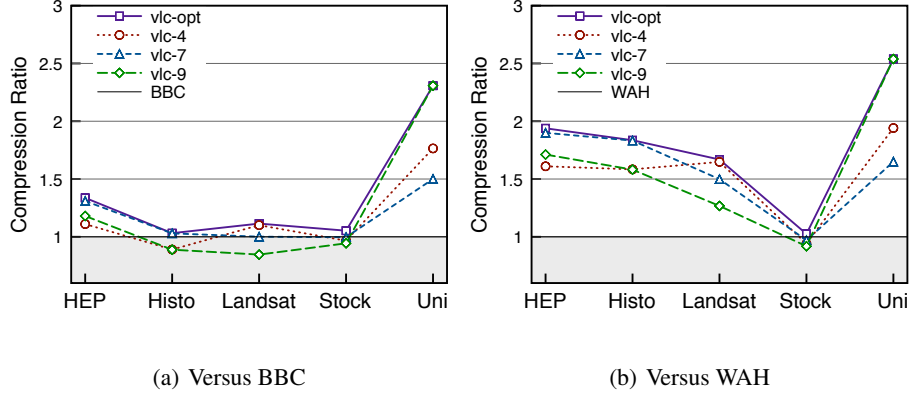 3
2.5
2
1.5
1
Compression Ratio
vlc-opt
vlc-4
vlc-7
vlc-9
BBC
HEP Histo Landsat Stock Uni
(a) Versus BBC
3
2.5
2
1.5
1
Compression Ratio
vlc-opt
vlc-4
vlc-7
vlc-9
WAH
HEP Histo Landsat Stock Uni
(b) Versus WAH